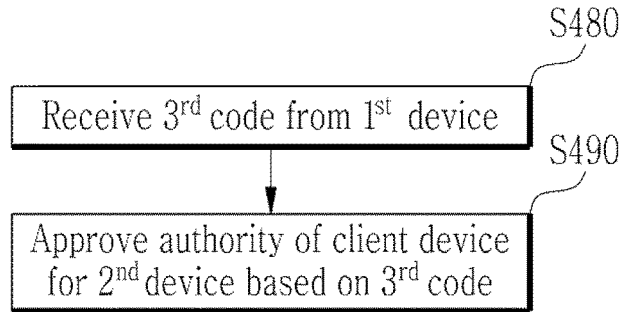 S480
Receive 3rd code from 1st device
S490
Approve authority of client device
for 2nd device based on 3rd code